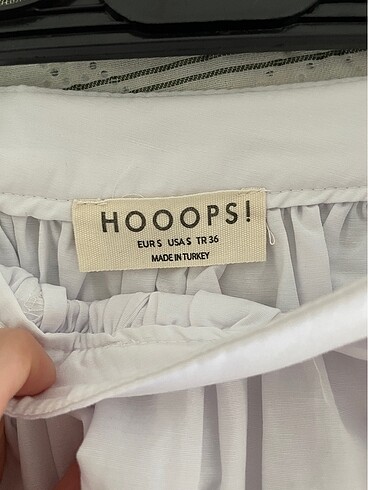 HOOOPS!
EUR S USA S TR 36
MADE IN TURKEY